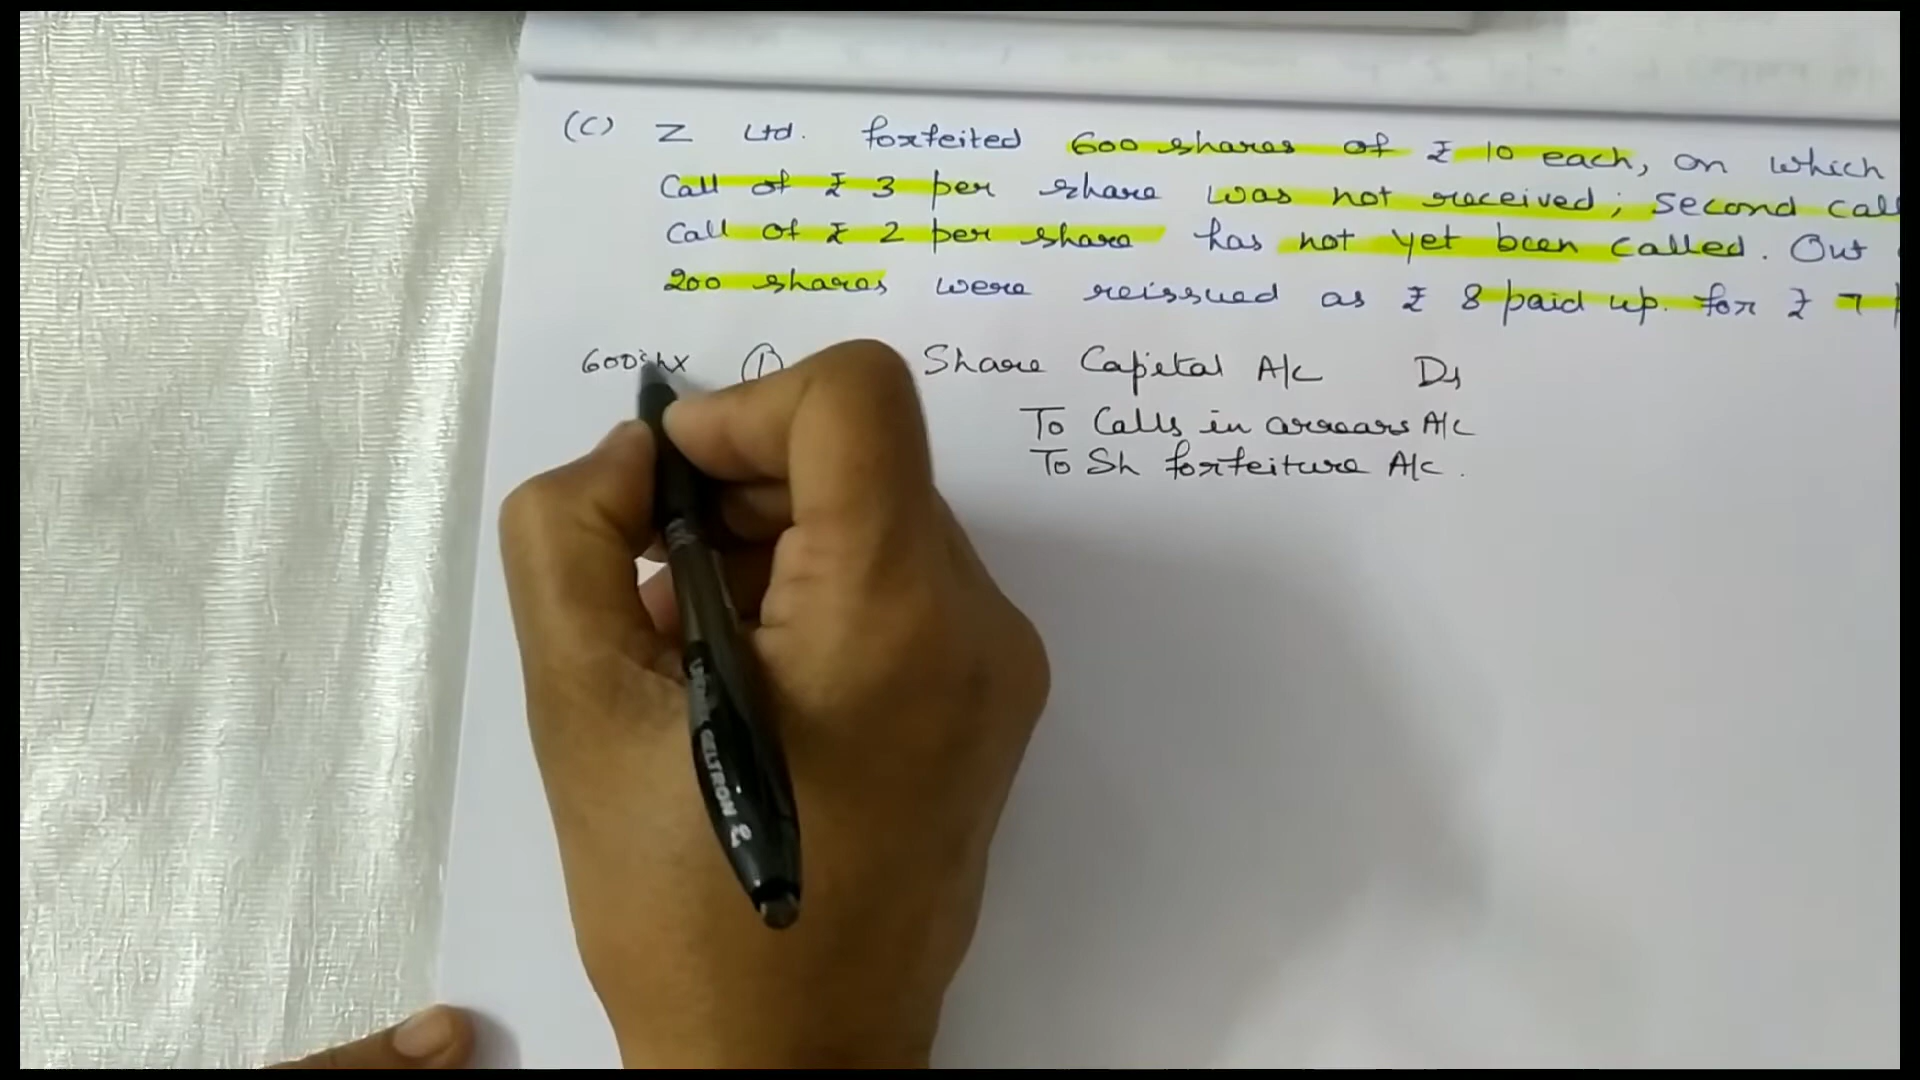 (C) Z Ltd. forfeited 600 shares of ₹ 10 each, on which
Call of ₹ 3 per share was not received; second call
Call of ₹ 2 per share has not yet been called. Out
200 shares were reissued as ₹ 8 paid up. for ₹ 7
600shx ① Share Capital A/c Dr
To Calls in arrears A/c
To Sh forfeiture A/c.
GELTRON